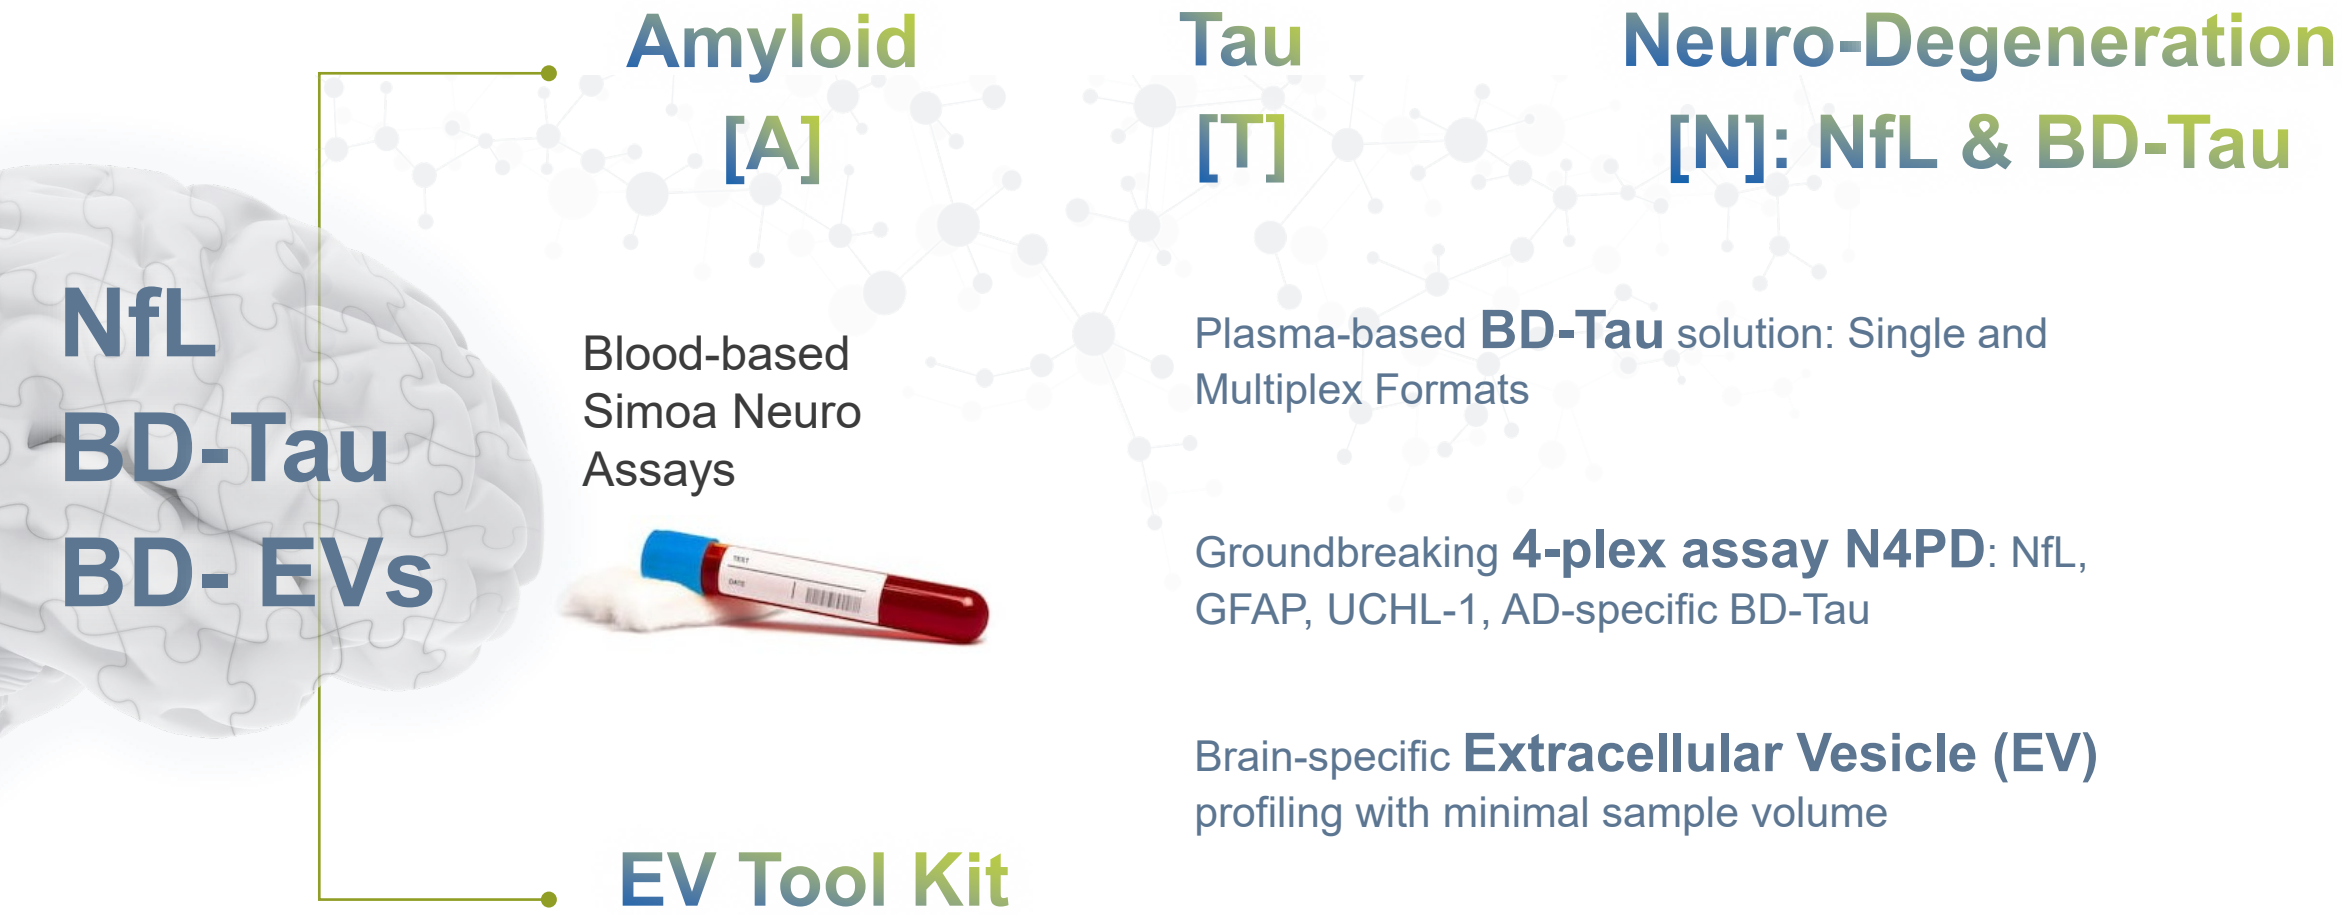 Amyloid
[A]
Tau
[T]
Neuro-Degeneration
[N]: NfL & BD-Tau
NfL
BD-Tau
BD- EVs
Blood-based
Simoa Neuro
Assays
TEST
DATE
Plasma-based BD-Tau solution: Single and
Multiplex Formats
Groundbreaking 4-plex assay N4PD: NfL,
GFAP, UCHL-1, AD-specific BD-Tau
Brain-specific Extracellular Vesicle (EV)
profiling with minimal sample volume
EV Tool Kit